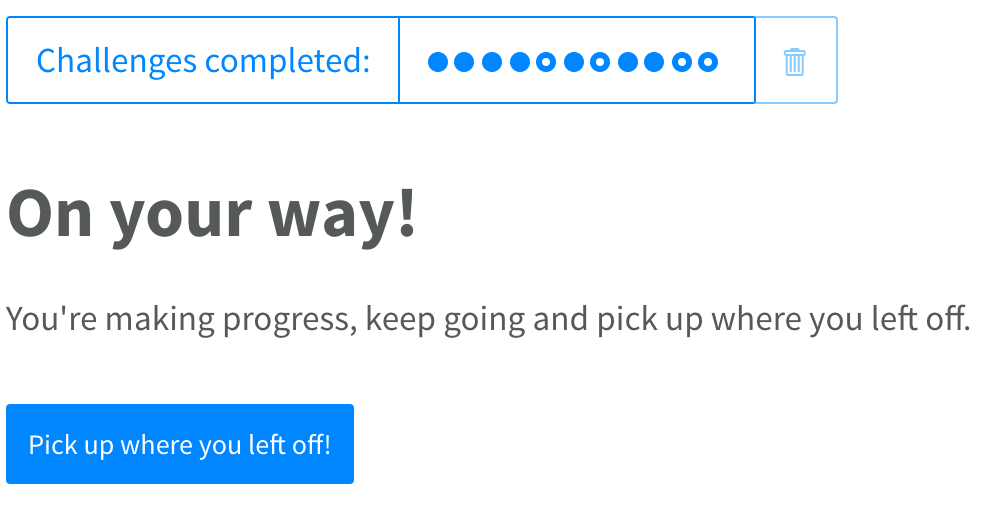 Challenges completed:
On your way!
You're making progress, keep going and pick up where you left off.
Pick up where you left off!